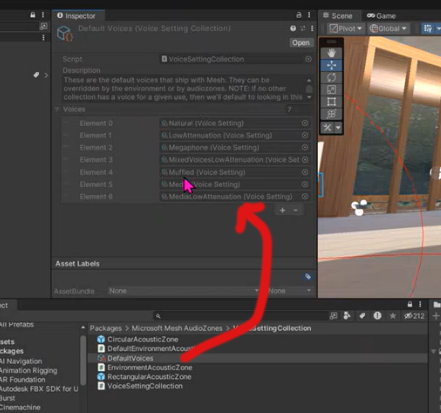 Inspector
Scene
Game
Default Voices (Voice Setting Collection)
Open
Pivot
Global
Script
VoiceSettingCollection
Description
These are the default voices that ship with Mesh. They can be
overridden by the environment or by audiozones. NOTE: if no other
collection has a voice for a given use, then we'll default to looking in this
Voices
7
Element 0
Natural (Voice Setting)
Element 1
LowAttenuation (Voice Setting)
Element 2
Megaphone (Voice Setting)
Element 3
MixedVoicesLowAttenuation (Voice Set
Element 4
Muffled (Voice Setting)
Element 5
(Voice Setting)
Element 6
MediaLowAttenuation (Voice Setting)
Asset Labels
AssetBundle
None
None
ct
212
All Prefabs
Packages > Microsoft Mesh AudioZones > VoiceSettingCollection
sets
ckages
AI Navigation
Animation Rigging
AR Foundation
Autodesk FBX SDK for U
Burst
Cinemachine
CircularAcousticZone
DefaultEnvironmentAcoust
DefaultVoices
EnvironmentAcousticZone
RectangularAcousticZone
VoiceSettingCollection